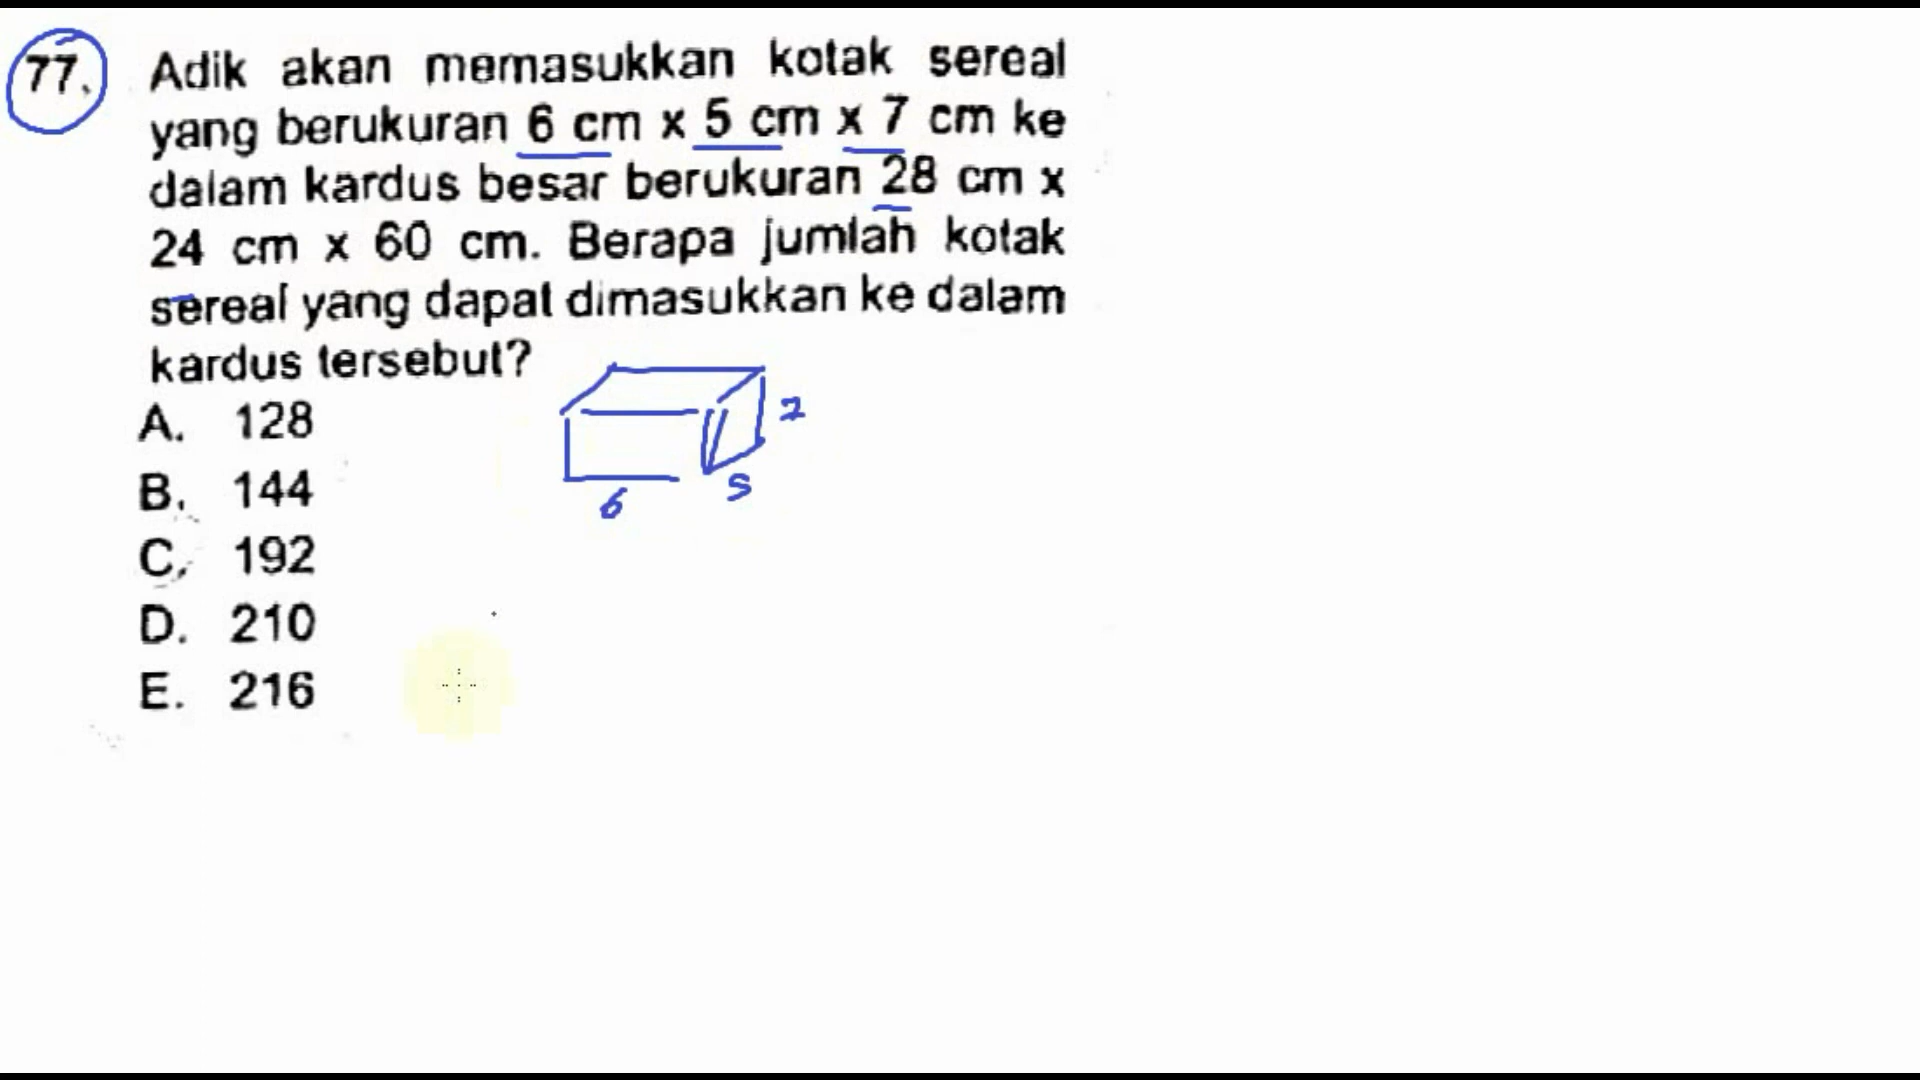 77. Adik akan memasukkan kotak sereal
yang berukuran 6 cm x 5 cm x 7 cm ke
dalam kardus besar berukuran 28 cm x
24 cm x 60 cm. Berapa jumlah kotak
sereal yang dapat dimasukkan ke dalam
kardus tersebut?
A. 128
B. 144
C. 192
D. 210
E. 216
7
6
5